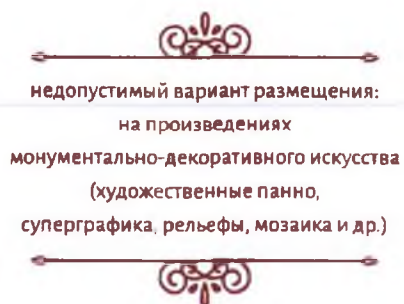 недопустимый вариант размещения:
на произведениях
монументально-декоративного искусства
(художественные панно,
суперграфика, рельефы, мозаика и др.)